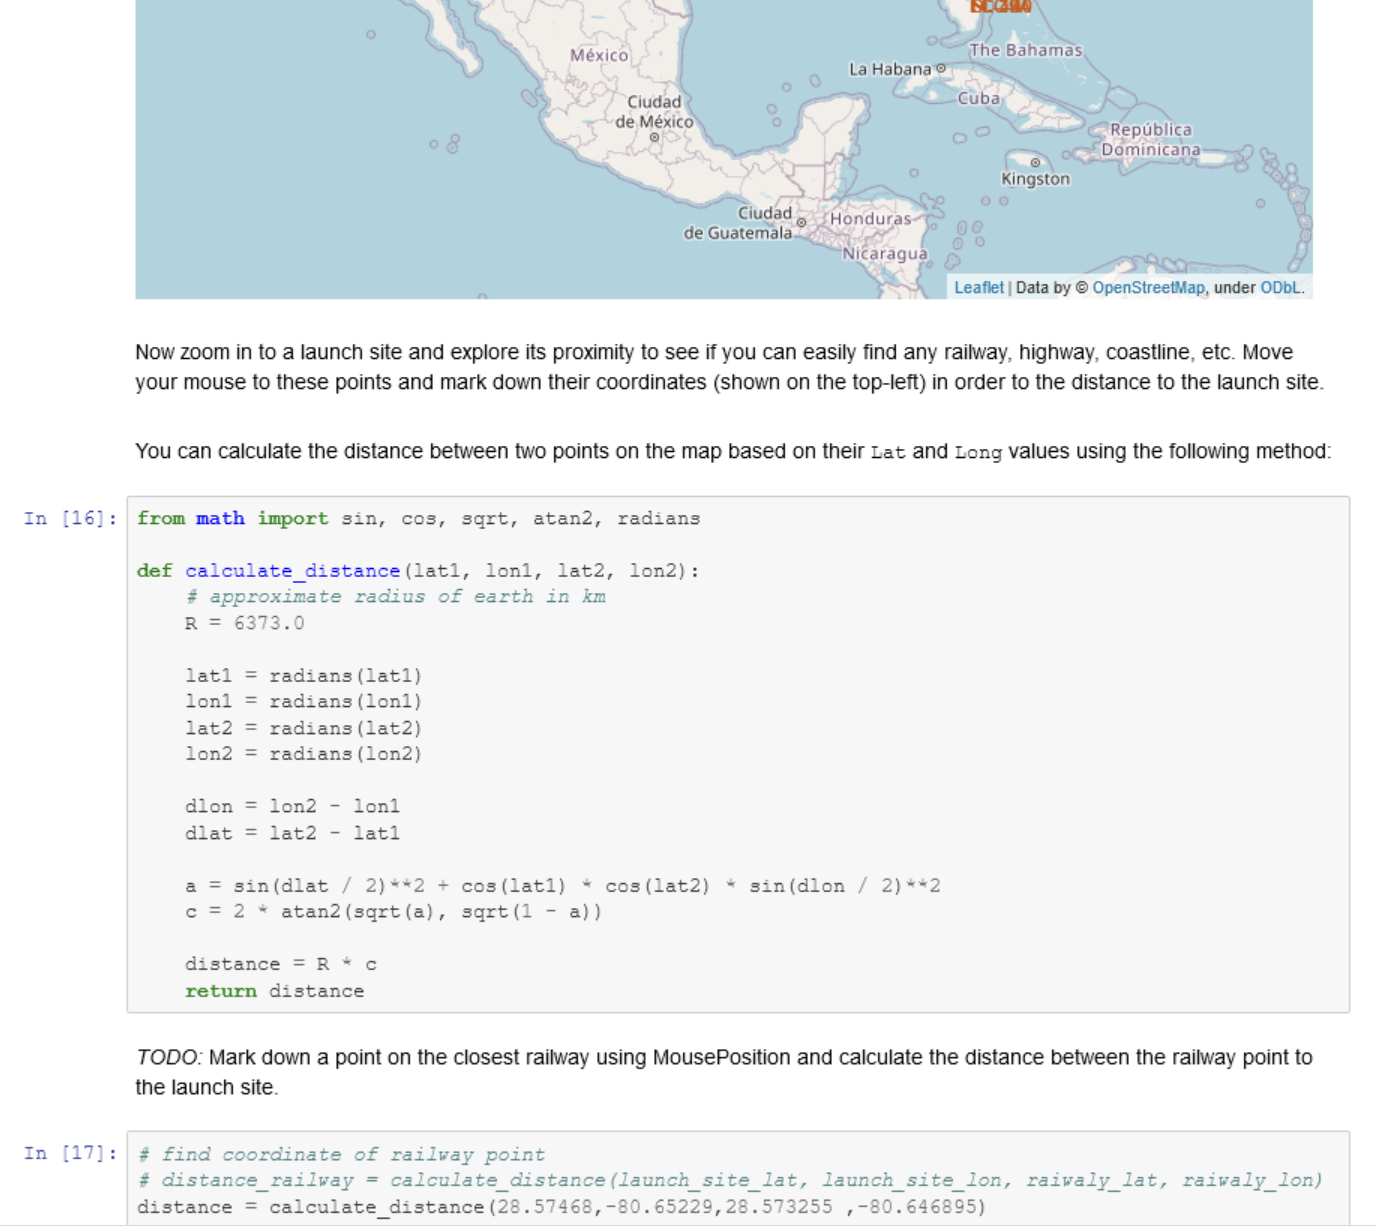 México
The Bahamas
La Habana
Cuba
Ciudad
de México
República
Dominicana
Kingston
Ciudad
de Guatemala
Honduras
Nicaragua
Leaflet | Data by © OpenStreetMap, under ODbL.
Now zoom in to a launch site and explore its proximity to see if you can easily find any railway, highway, coastline, etc. Move
your mouse to these points and mark down their coordinates (shown on the top-left) in order to the distance to the launch site.
You can calculate the distance between two points on the map based on their Lat and Long values using the following method:
In [16]: from math import sin, cos, sqrt, atan2, radians
def calculate_distance(lat1, lon1, lat2, lon2):
# approximate radius of earth in km
R = 6373.0
lat1 = radians(lat1)
lon1 = radians(lon1)
lat2 = radians(lat2)
lon2 = radians(lon2)
dlon = lon2 - lon1
dlat = lat2 - lat1
a = sin(dlat / 2)**2 + cos(lat1) * cos(lat2) * sin(dlon / 2)**2
c = 2 * atan2(sqrt(a), sqrt(1 - a))
distance = R * c
return distance
TODO: Mark down a point on the closest railway using MousePosition and calculate the distance between the railway point to
the launch site.
In [17]: # find coordinate of railway point
# distance_railway = calculate_distance(launch_site_lat, launch_site_lon, raiwaly_lat, raiwaly_lon)
distance = calculate_distance(28.57468,-80.65229,28.573255 ,-80.646895)